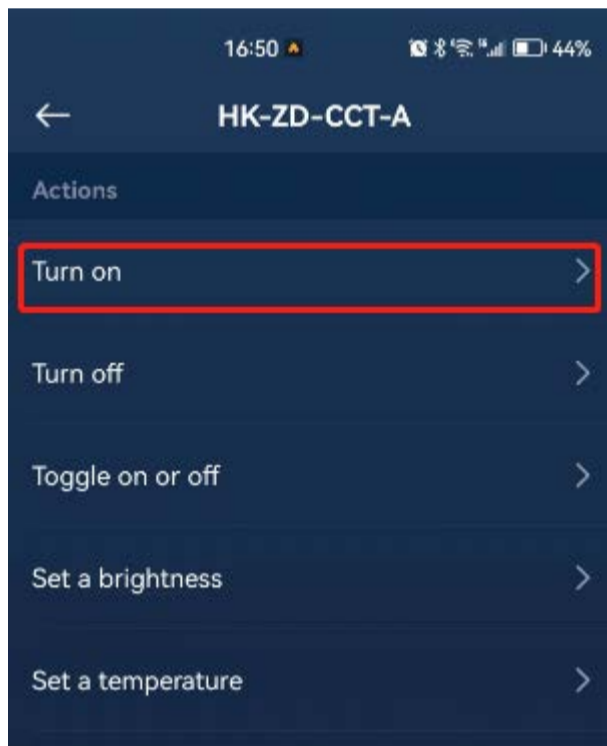 16:50 44%
HK-ZD-CCT-A
Actions
Turn on
Turn off
Toggle on or off
Set a brightness
Set a temperature